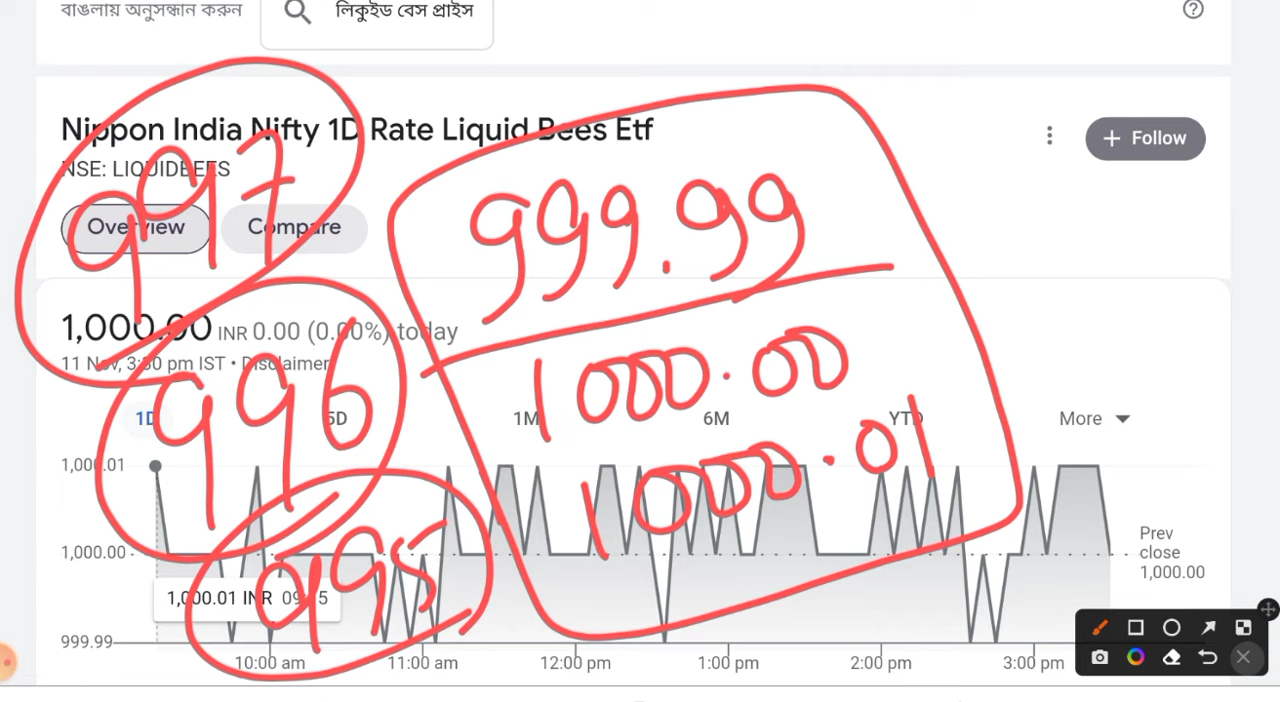 বাঙলায় অনুসন্ধান করুন
লিকুইড বেস প্রাইস
Nippon India Nifty 1D Rate Liquid Bees Etf
NSE: LIQUIDBEES
+ Follow
Overview
Compare
997
999.99
1,000.00 INR 0.00 (0.00%) today
11 Nov, 3:30 pm IST • Disclaimer
996
1000.00
1D
5D
1M
6M
YTD
More
1000.01
1,000.01
1,000.00
995
Prev
close
1,000.00
1,000.01 INR 09:15
999.99
10:00 am
11:00 am
12:00 pm
1:00 pm
2:00 pm
3:00 pm